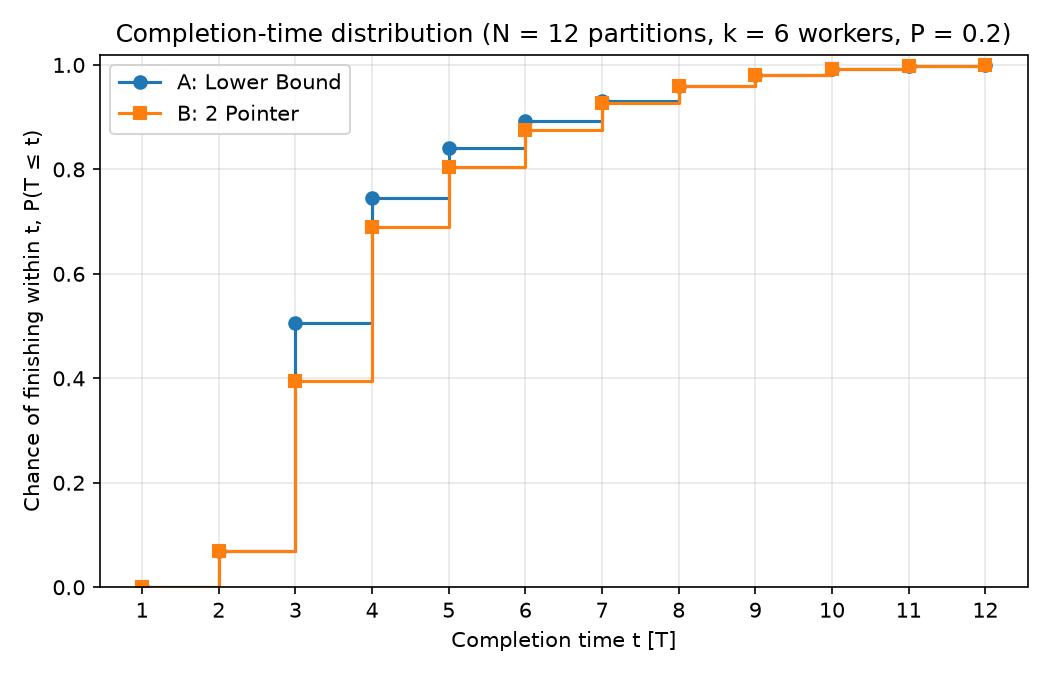 Completion-time distribution (N = 12 partitions, k = 6 workers, P = 0.2)
A: Lower Bound
B: 2 Pointer
Chance of finishing within t, P(T ≤ t)
1.0
0.8
0.6
0.4
0.2
0.0
1 2 3 4 5 6 7 8 9 10 11 12
Completion time t [T]